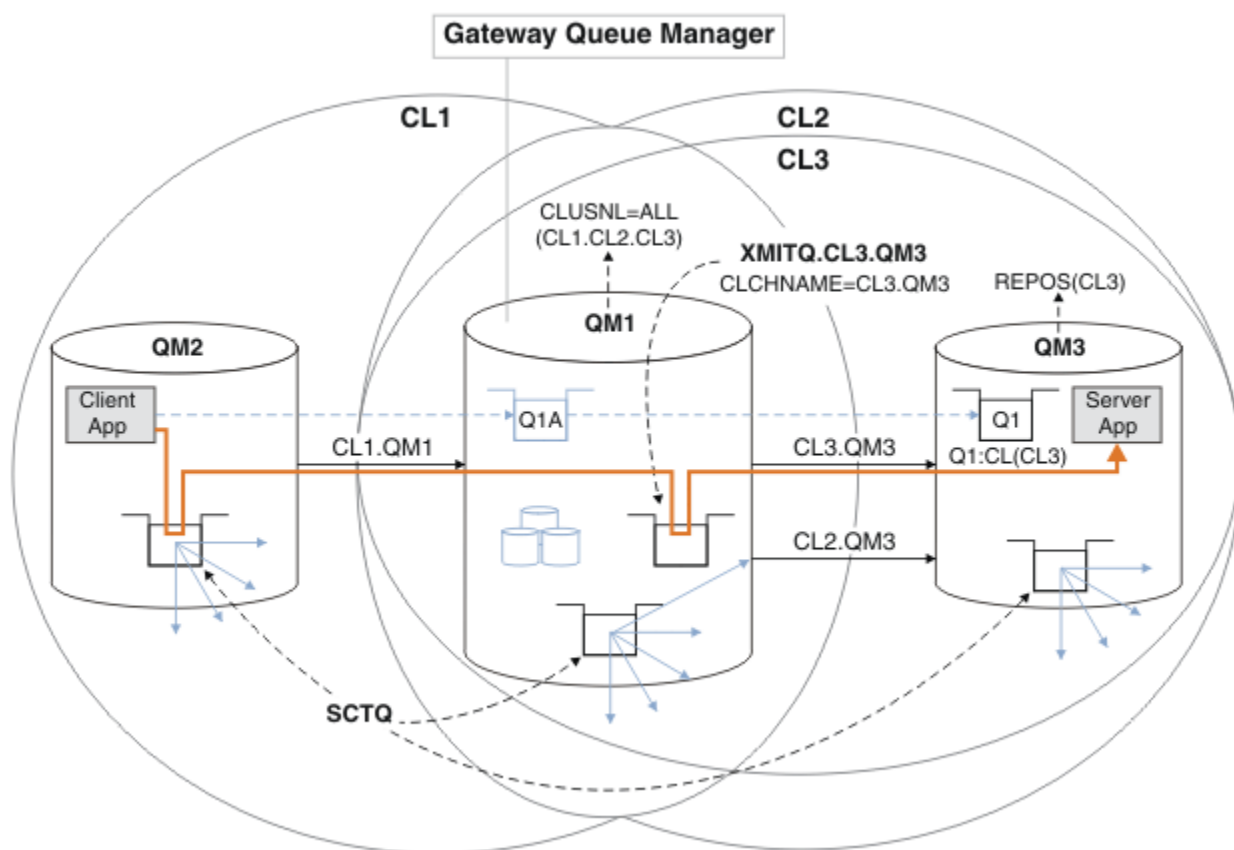 Gateway Queue Manager
CL1
CL2
CL3
CLUSNL=ALL
(CL1.CL2.CL3)
XMITQ.CL3.QM3
CLCHNAME=CL3.QM3
REPOS(CL3)
QM2
QM1
QM3
Client
App
Q1A
Q1
Server
App
CL1.QM1
CL3.QM3
Q1:CL(CL3)
CL2.QM3
SCTQ